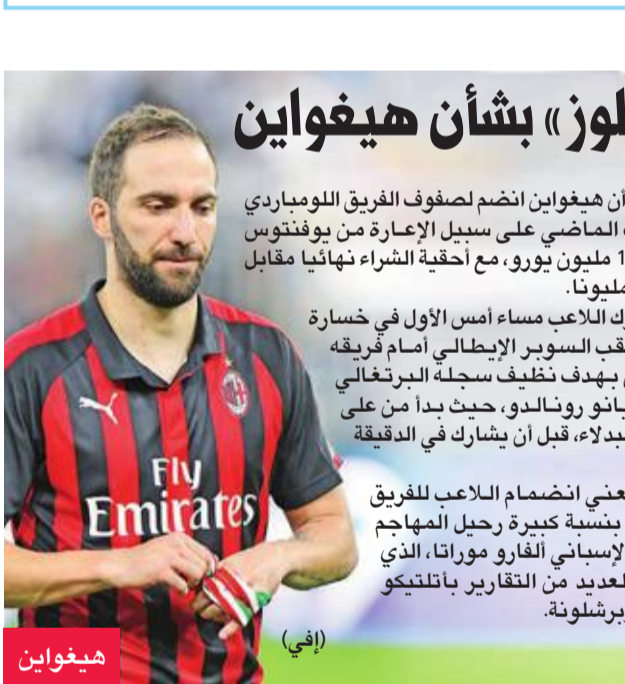 لوز» بشأن هيغواين
أن هيغواين انضم لصفوف الفريق اللومباردي
الماضي على سبيل الإعارة من يوفنتوس
مليون يورو، مع أحقية الشراء نهائيا مقابل
مليونا.
ك اللاعب مساء أمس الأول في خسارة
قب السوبر الإيطالي أمام فريقه
بهدف نظيف سجله البرتغالي
يانو رونالدو، حيث بدأ من على
لبدلاء، قبل أن يشارك في الدقيقة
عني انضمام اللاعب للفريق
بنسبة كبيرة رحيل المهاجم
لإسباني ألفارو موراتا، الذي
لعديد من التقارير بأتلتيكو
برشلونة.
(إفي)
Fly
Emirates
هيغواين